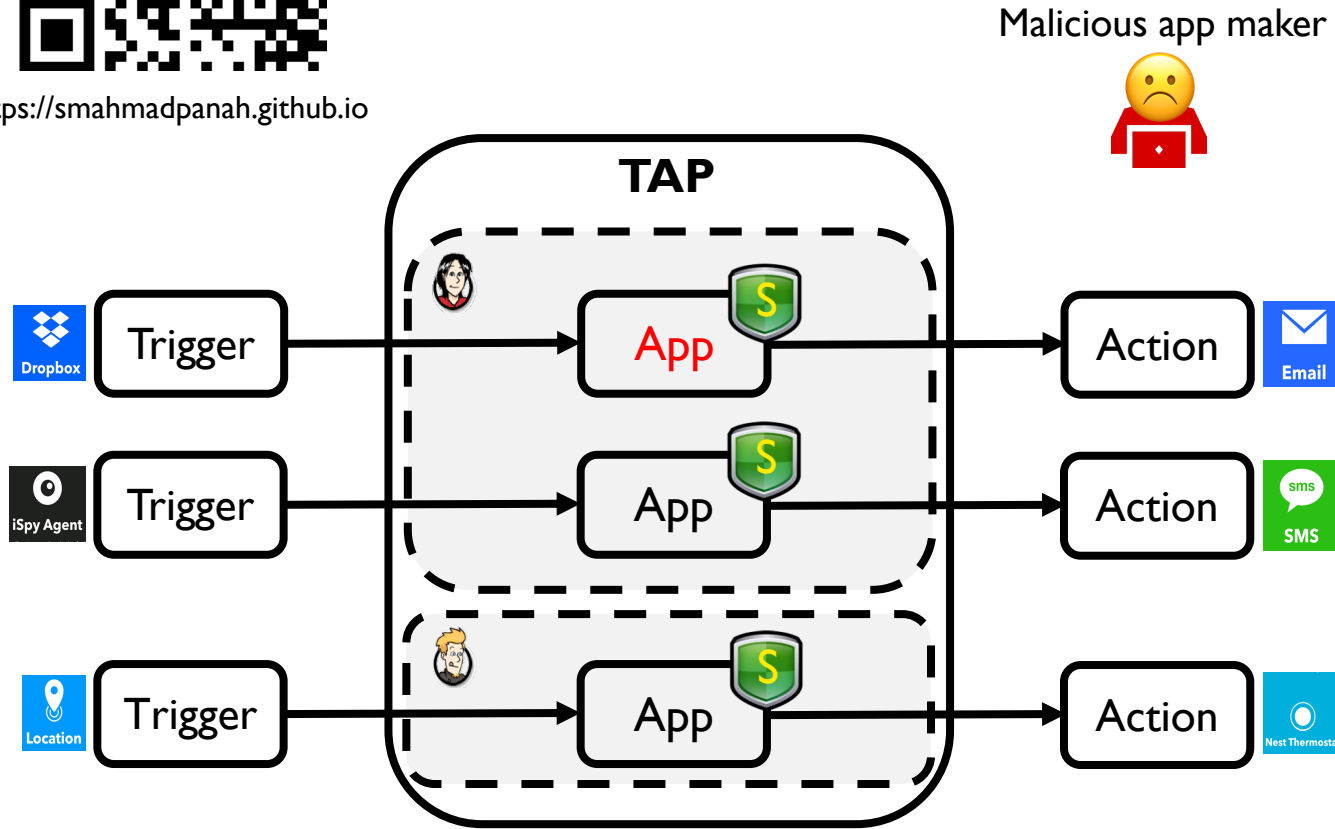 Malicious app maker
tps://smahmadpanah.github.io
TAP
S
Dropbox
Trigger
App
Action
Email
S
iSpy Agent
Trigger
App
Action
sms
SMS
S
Location
Trigger
App
Action
Nest Thermosta